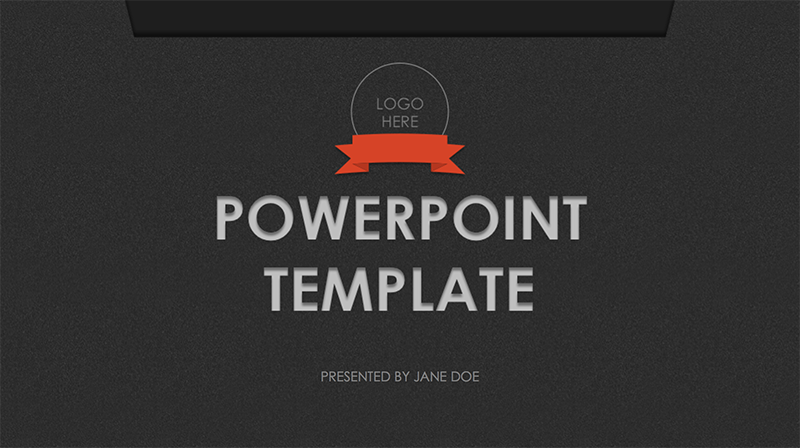 LOGO
HERE
POWERPOINT
TEMPLATE
PRESENTED BY JANE DOE